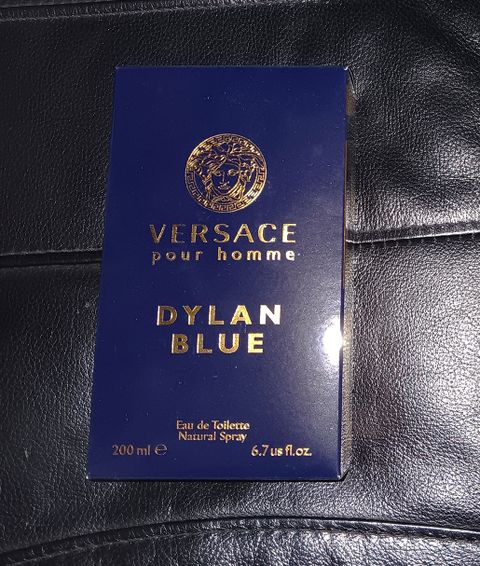 VERSACE
pour homme
DYLAN
BLUE
Eau de Toilette
Natural Spray
200 ml ℮ 6.7 us fl.oz.